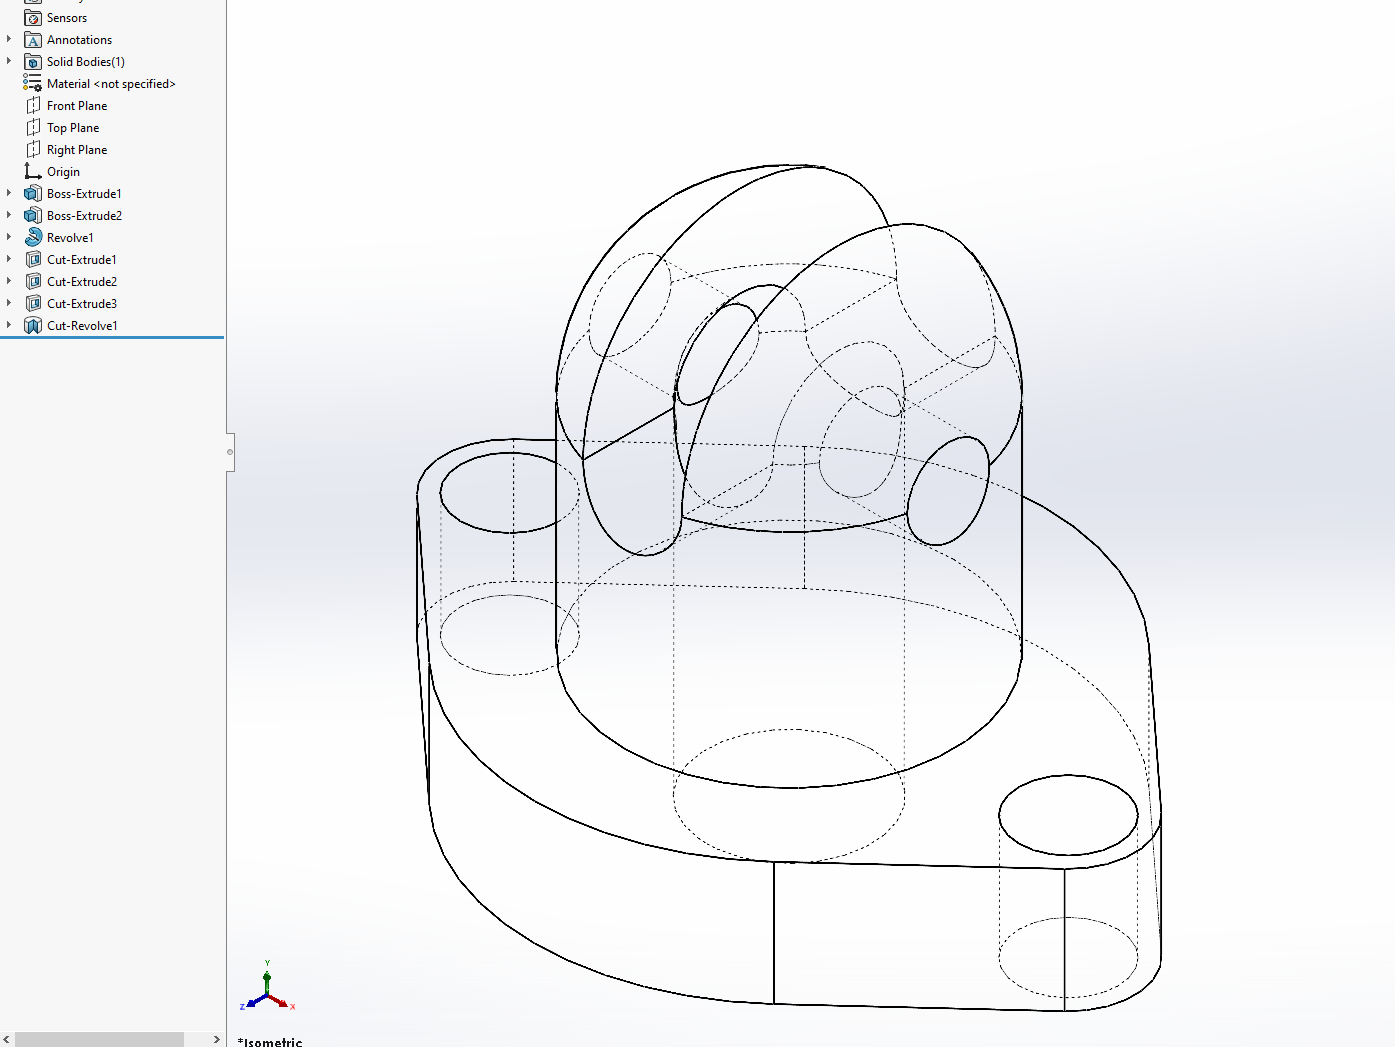 Sensors
Annotations
Solid Bodies(1)
Material <not specified>
Front Plane
Top Plane
Right Plane
Origin
Boss-Extrude1
Boss-Extrude2
Revolve1
Cut-Extrude1
Cut-Extrude2
Cut-Extrude3
Cut-Revolve1
Y
Z
X
*Isometric